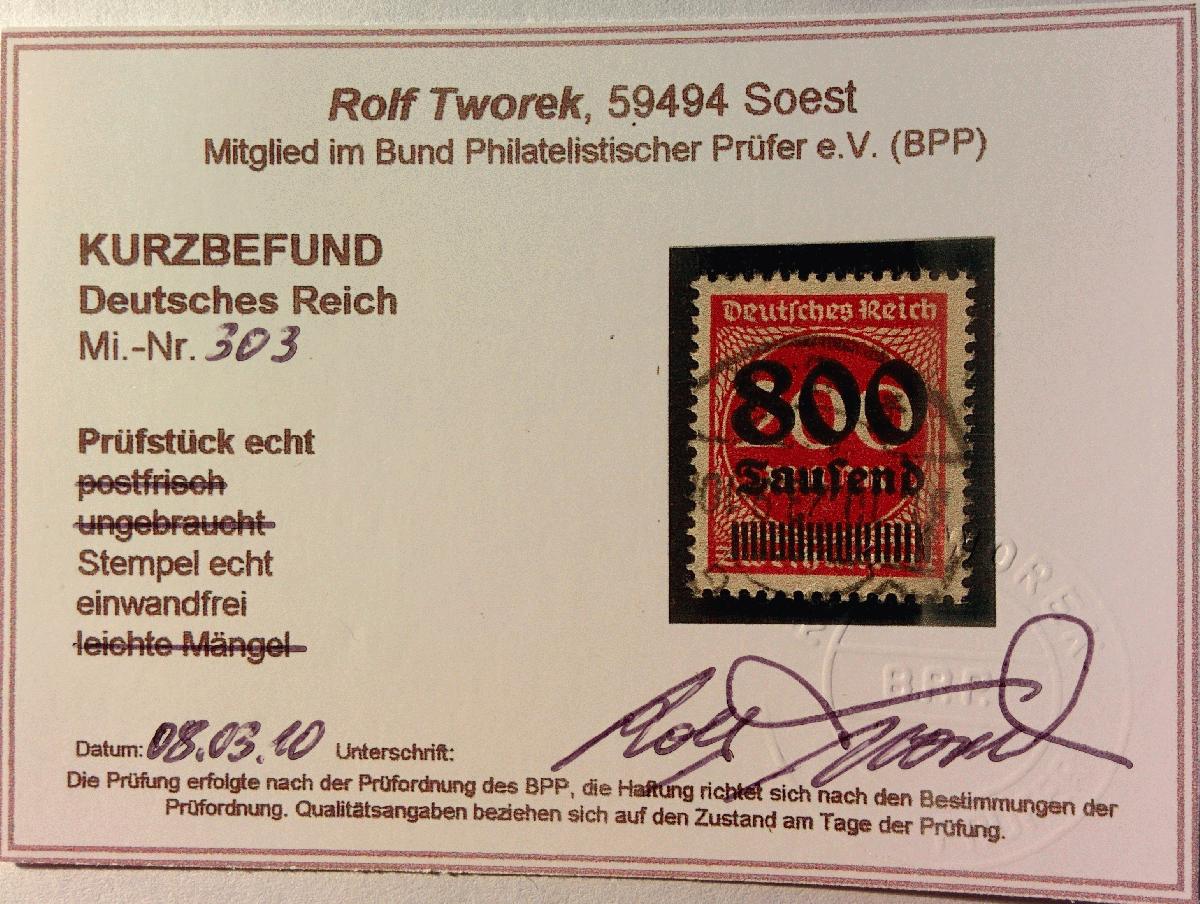 Rolf Tworek, 59494 Soest
Mitglied im Bund Philatelistischer Prüfer e.V. (BPP)
KURZBEFUND
Deutsches Reich
Mi.-Nr. 303
Prüfstück echt
postfrisch
ungebraucht
Stempel echt
einwandfrei
leichte Mängel
Deutsches Reich
800
Tausend
B.P.P.
Datum: 08.03.10 Unterschrift: Rolf Tworek
Die Prüfung erfolgte nach der Prüfordnung des BPP, die Haftung richtet sich nach den Bestimmungen der
Prüfordnung. Qualitätsangaben beziehen sich auf den Zustand am Tage der Prüfung.